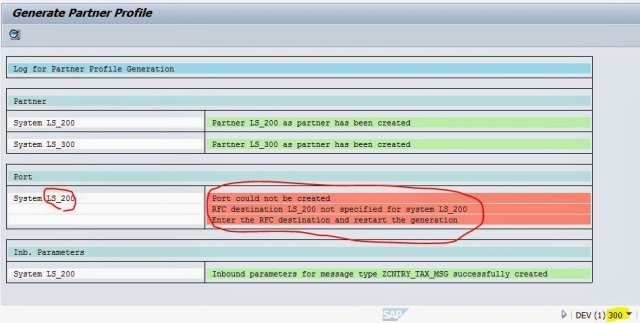 Generate Partner Profile
Log for Partner Profile Generation
Partner
System LS_200 Partner LS_200 as partner has been created
System LS_300 Partner LS_300 as partner has been created
Port
System LS_200 Port could not be created
RFC destination LS_200 not specified for system LS_200
Enter the RFC destination and restart the generation
Inb. Parameters
System LS_200 Inbound parameters for message type ZCNTRY_TAX_MSG successfully created
SAP DEV (1) 300